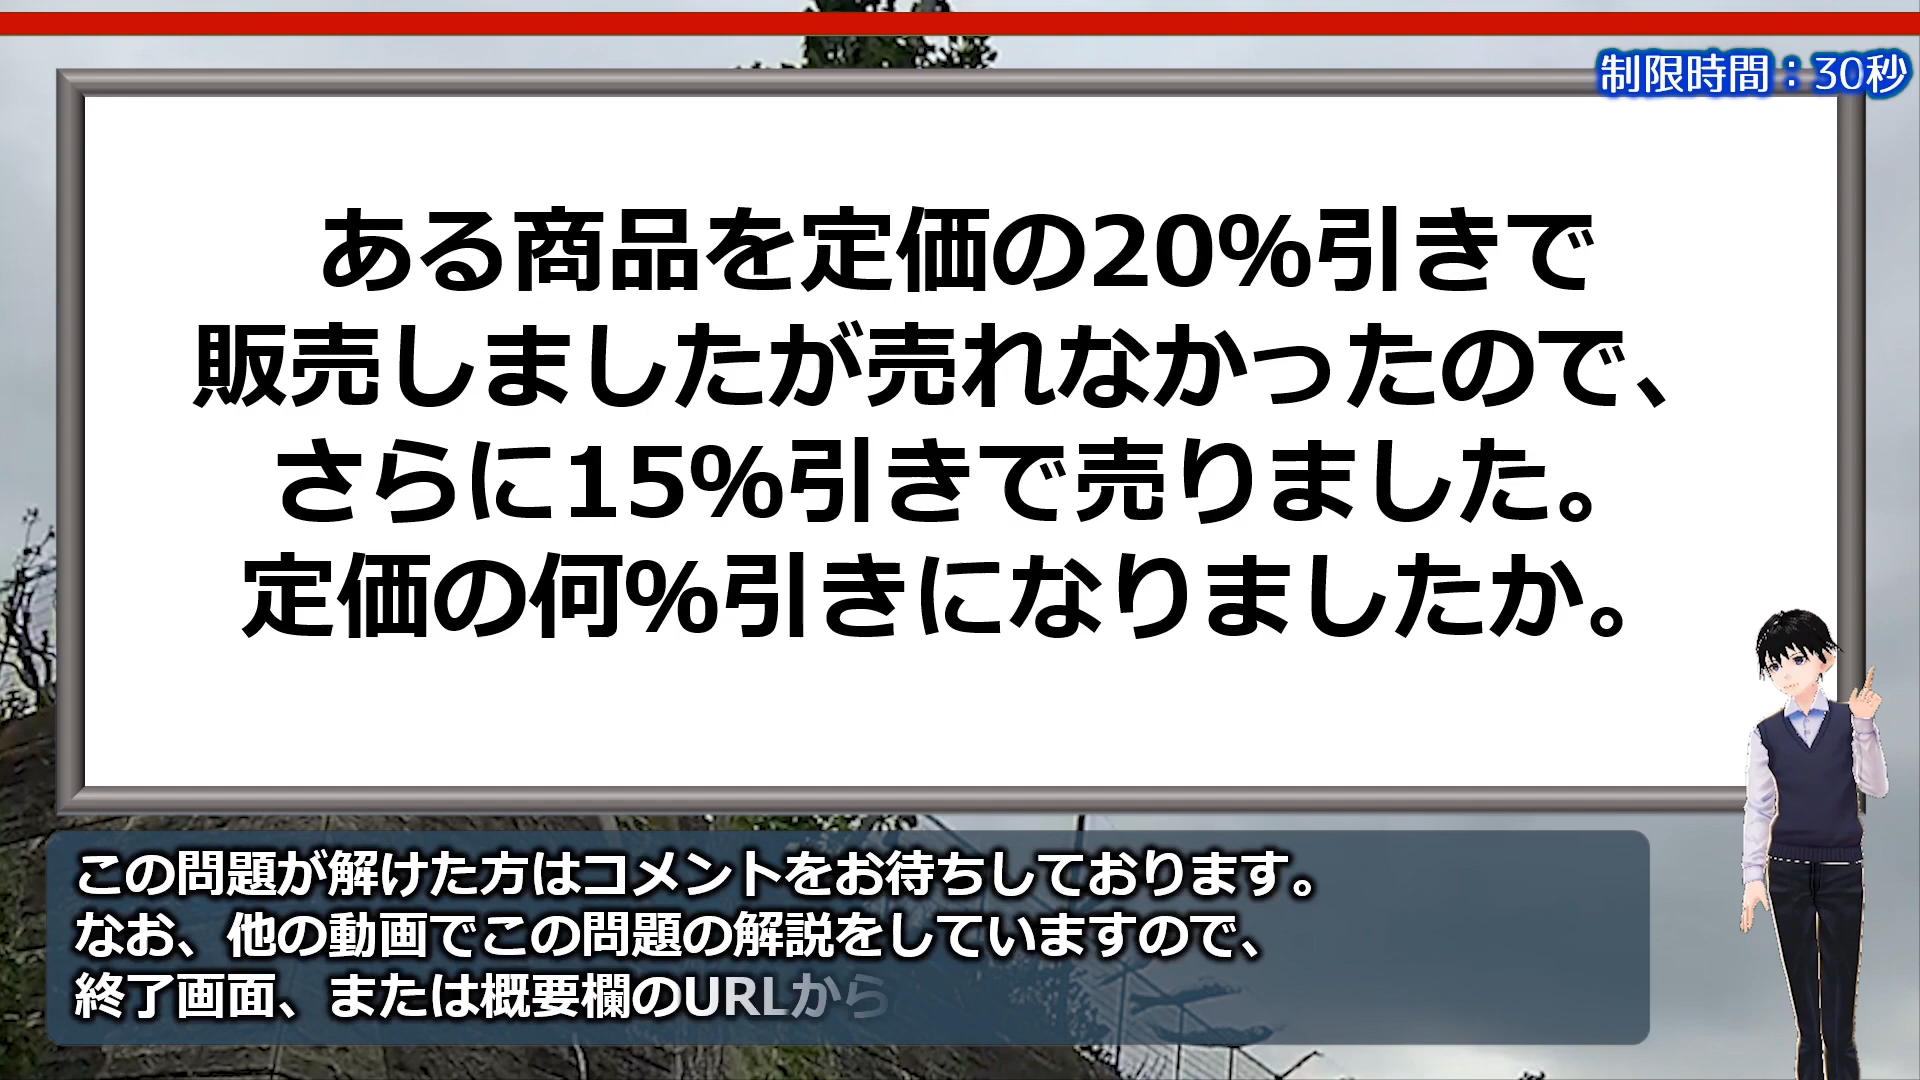 制限時間：30秒
ある商品を定価の20%引きで
販売しましたが売れなかったので、
さらに15%引きで売りました。
定価の何%引きになりましたか。
この問題が解けた方はコメントをお待ちしております。
なお、他の動画でこの問題の解説をしていますので、
終了画面、または概要欄のURLから